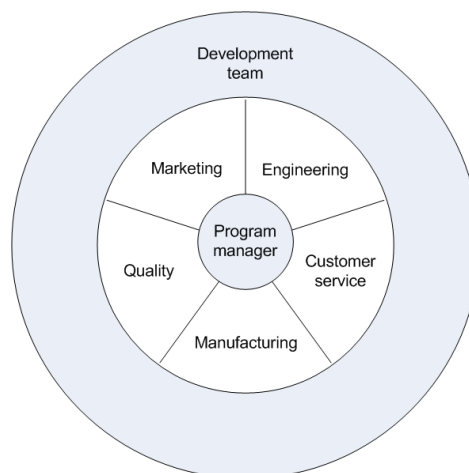 Development
team
Marketing
Engineering
Program
manager
Quality
Customer
service
Manufacturing